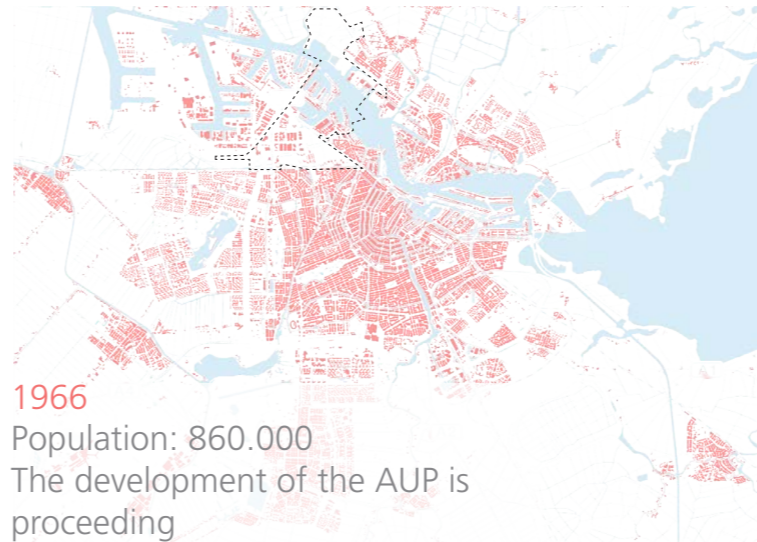 1966
Population: 860.000
The development of the AUP is
proceeding